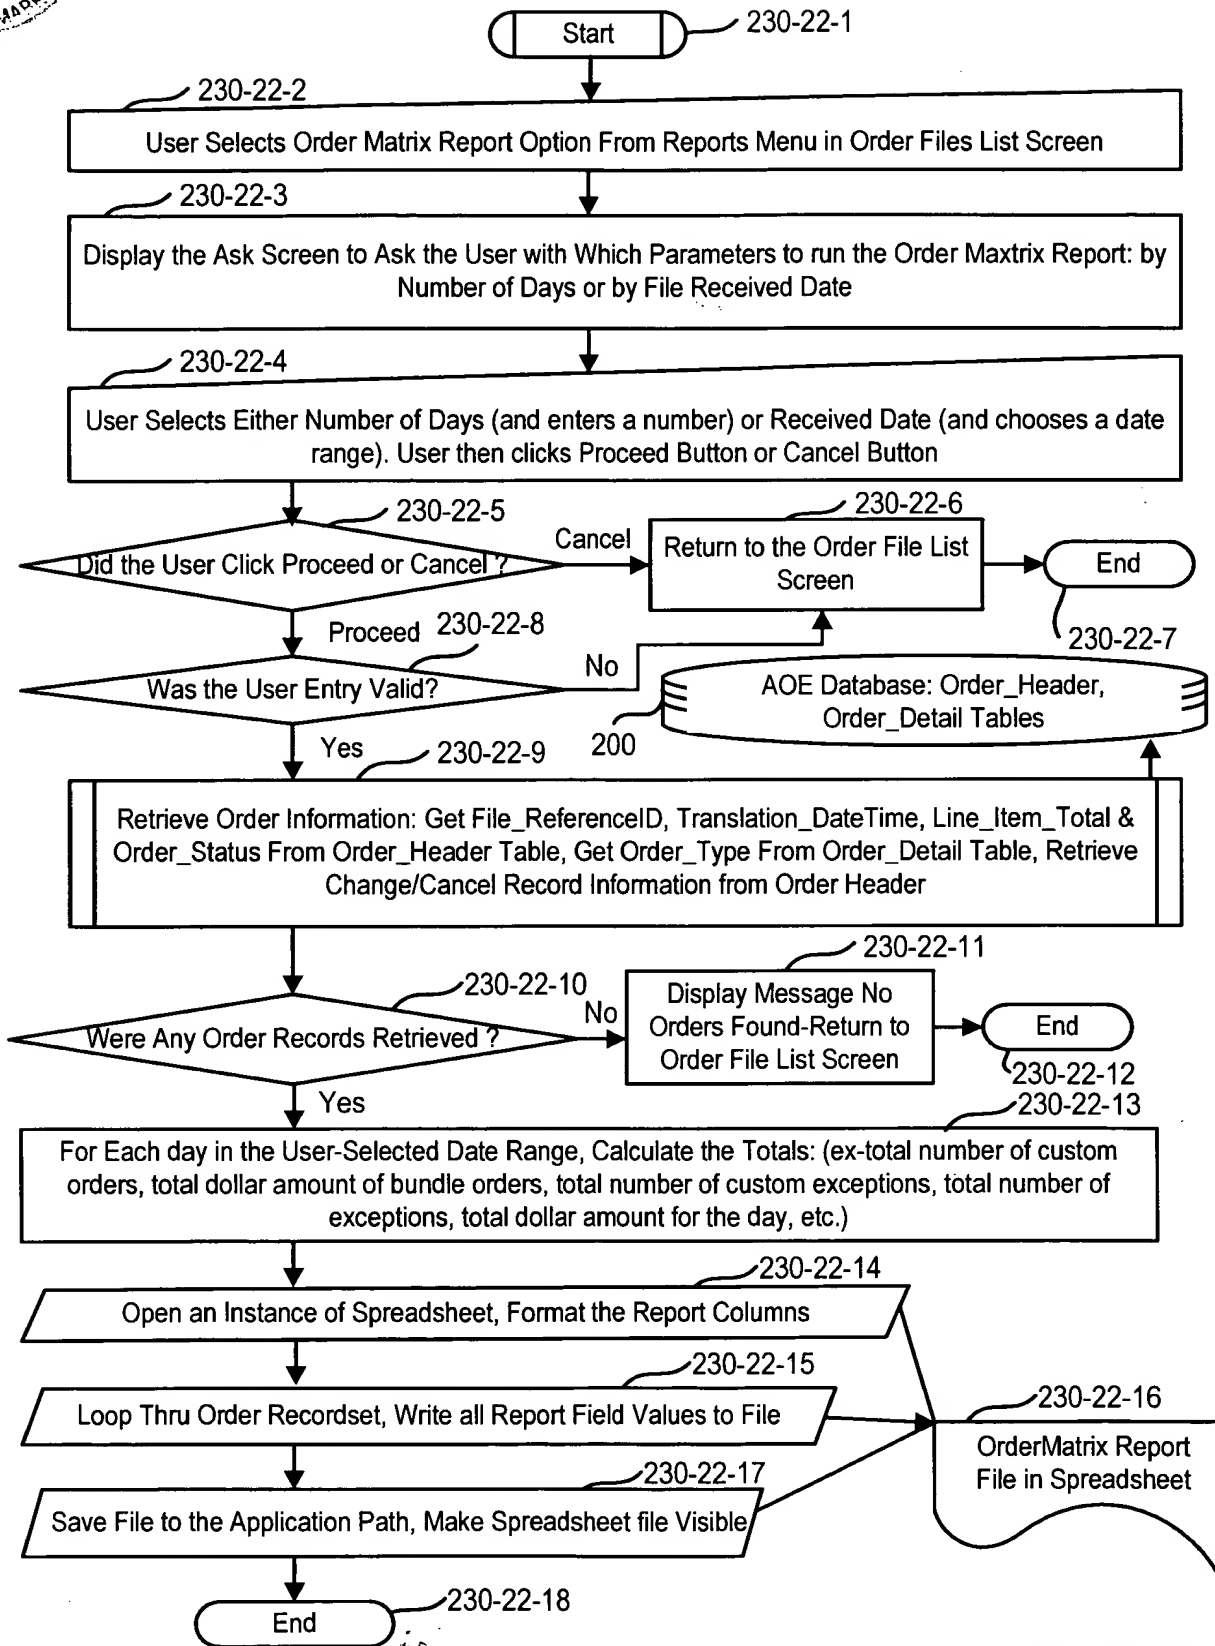 Start
230-22-1
230-22-2
User Selects Order Matrix Report Option From Reports Menu in Order Files List Screen
230-22-3
Display the Ask Screen to Ask the User with Which Parameters to run the Order Maxtrix Report: by
Number of Days or by File Received Date
230-22-4
User Selects Either Number of Days (and enters a number) or Received Date (and chooses a date
range). User then clicks Proceed Button or Cancel Button
230-22-5
Did the User Click Proceed or Cancel ?
Cancel
230-22-6
Return to the Order File List
Screen
End
230-22-7
Proceed
230-22-8
Was the User Entry Valid?
No
AOE Database: Order_Header,
Order_Detail Tables
200
Yes
230-22-9
Retrieve Order Information: Get File_ReferenceID, Translation_DateTime, Line_Item_Total &
Order_Status From Order_Header Table, Get Order_Type From Order_Detail Table, Retrieve
Change/Cancel Record Information from Order Header
230-22-10
Were Any Order Records Retrieved ?
No
230-22-11
Display Message No
Orders Found-Return to
Order File List Screen
End
230-22-12
Yes
230-22-13
For Each day in the User-Selected Date Range, Calculate the Totals: (ex-total number of custom
orders, total dollar amount of bundle orders, total number of custom exceptions, total number of
exceptions, total dollar amount for the day, etc.)
230-22-14
Open an Instance of Spreadsheet, Format the Report Columns
230-22-15
Loop Thru Order Recordset, Write all Report Field Values to File
230-22-16
OrderMatrix Report
File in Spreadsheet
230-22-17
Save File to the Application Path, Make Spreadsheet file Visible
End
230-22-18